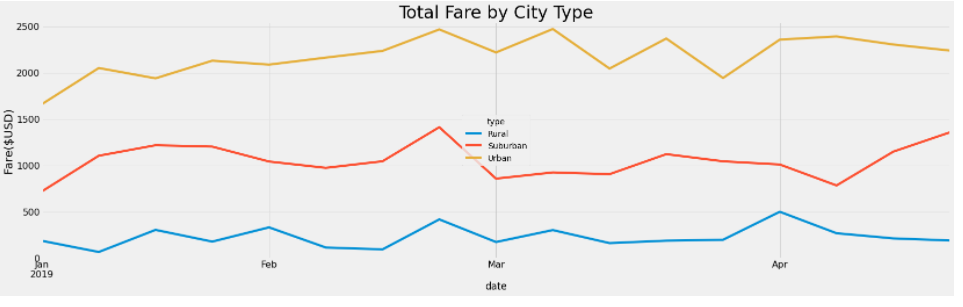 Total Fare by City Type
Fare($USD)
2500
2000
1500
1000
500
0
type
Rural
Suburban
Urban
Jan
2019
Feb
Mar
Apr
date